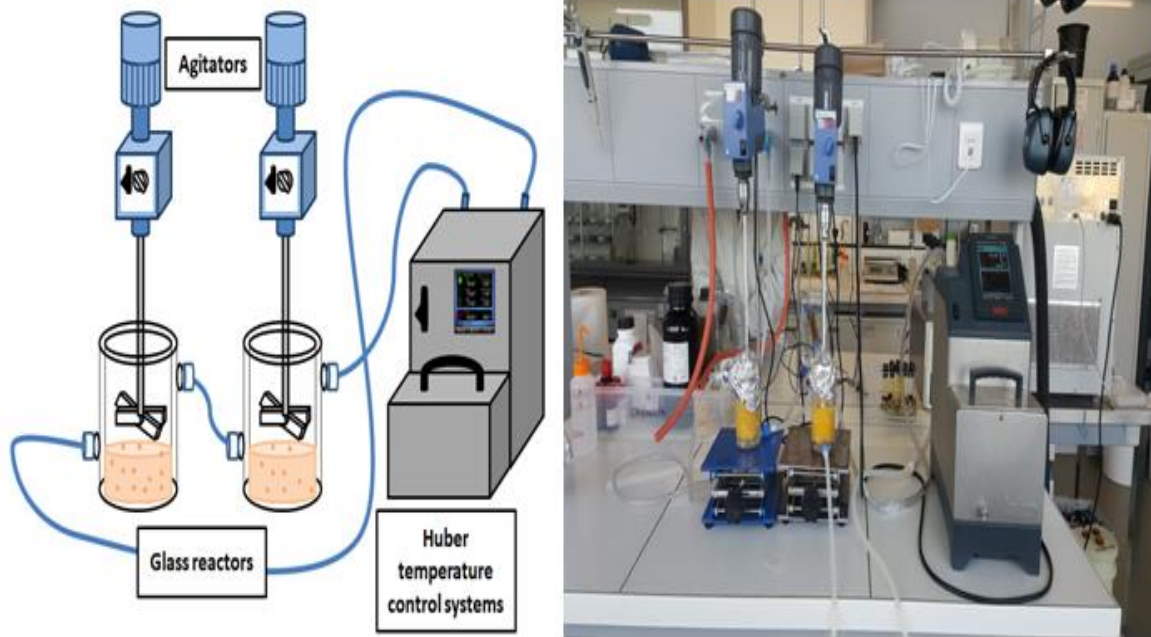 Agitators
Glass reactors
Huber
temperature
control systems